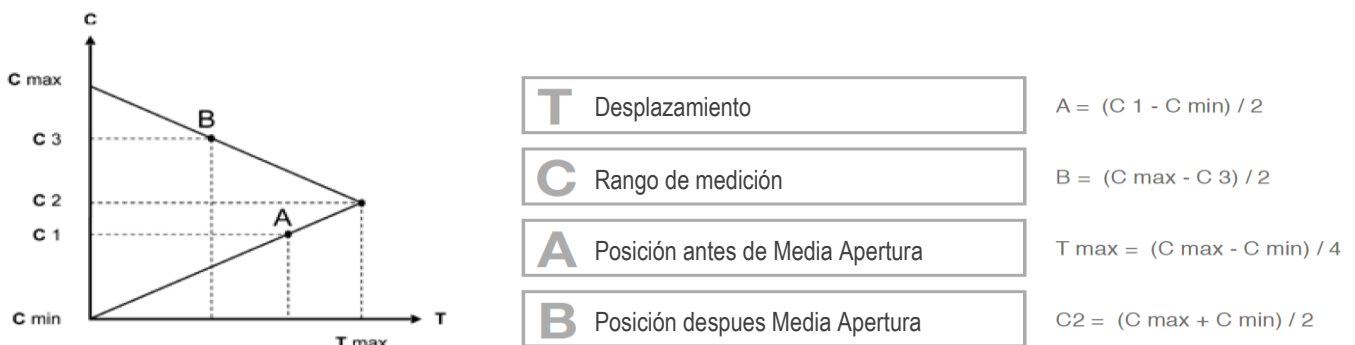 C
C max
C 3
C 2
C 1
C min
B
A
T
T max
T Desplazamiento
C Rango de medición
A Posición antes de Media Apertura
B Posición despues Media Apertura
A = (C 1 - C min) / 2
B = (C max - C 3) / 2
T max = (C max - C min) / 4
C2 = (C max + C min) / 2